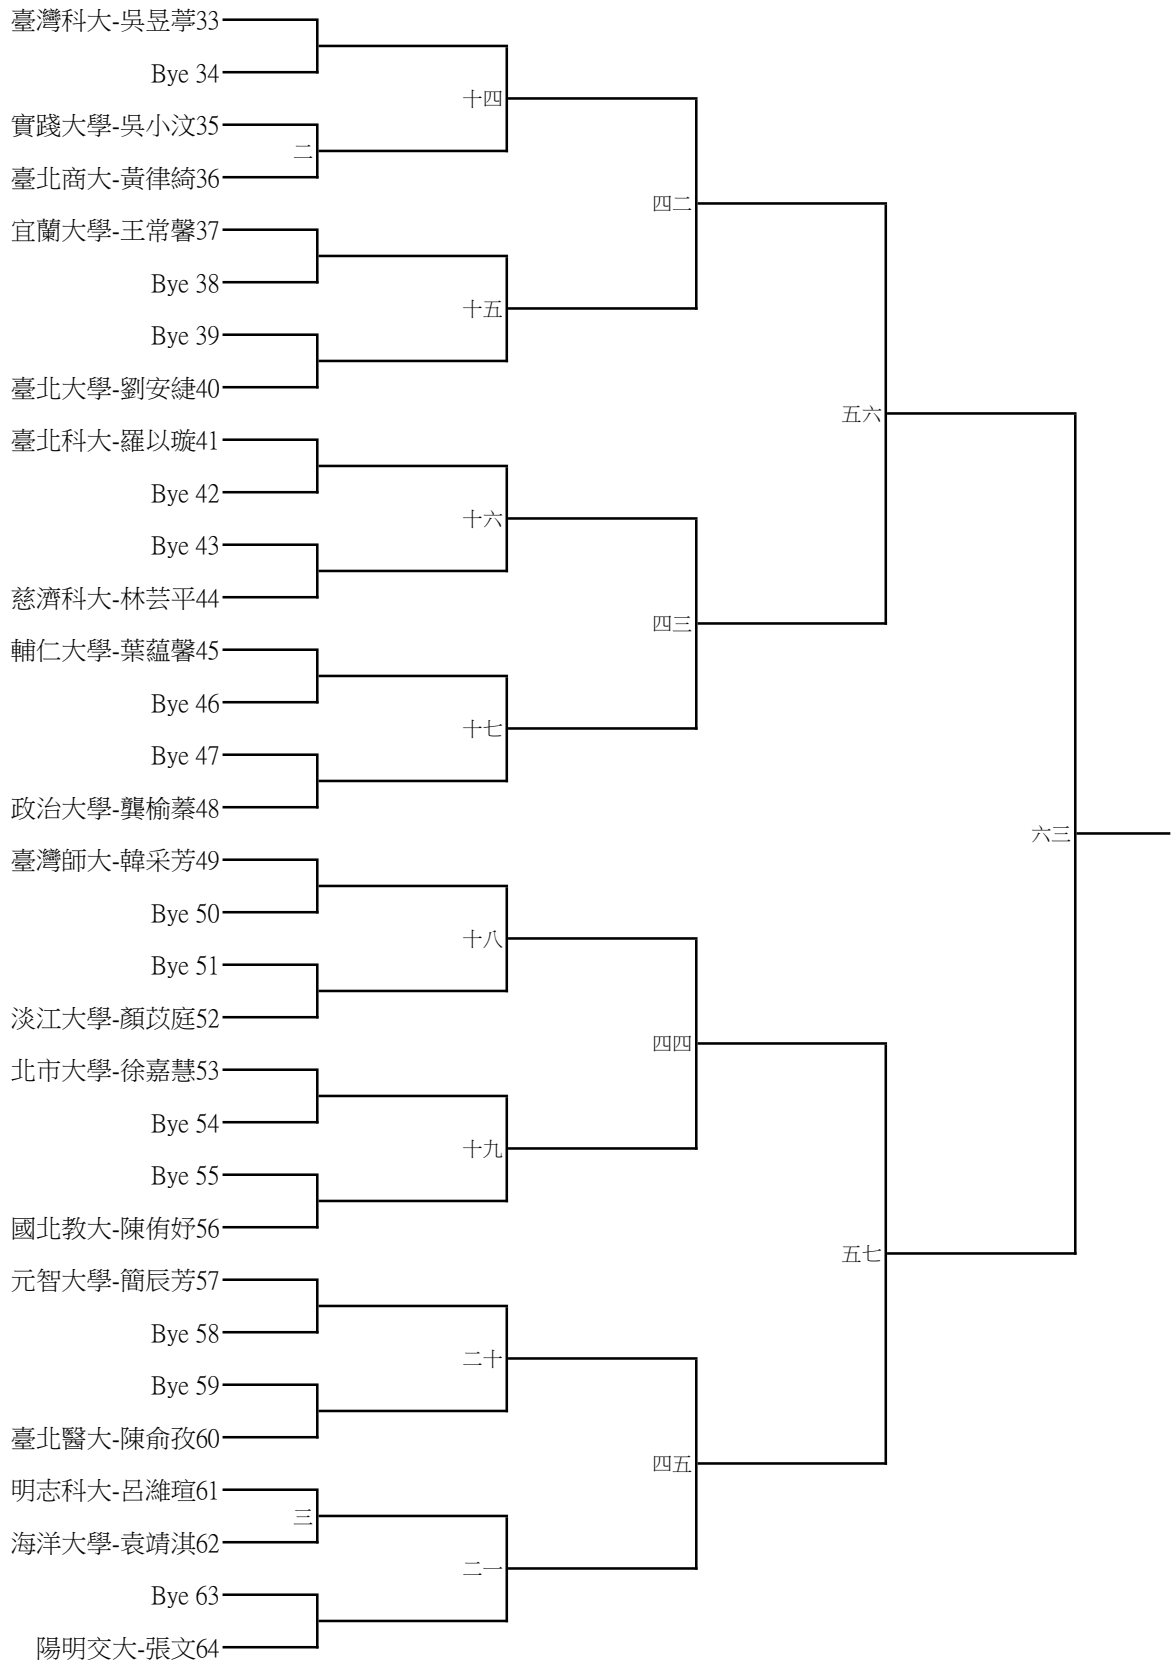 臺灣科大-吳昱葶33
Bye 34
十四
實踐大學-吳小汶35
二
臺北商大-黃律綺36
四二
宜蘭大學-王常馨37
Bye 38
十五
Bye 39
臺北大學-劉安緁40
五六
臺北科大-羅以璇41
Bye 42
十六
Bye 43
慈濟科大-林芸平44
四三
輔仁大學-葉蘊馨45
Bye 46
十七
Bye 47
政治大學-龔榆蓁48
六三
臺灣師大-韓采芳49
Bye 50
十八
Bye 51
淡江大學-顏苡庭52
四四
北市大學-徐嘉慧53
Bye 54
十九
Bye 55
國北教大-陳侑妤56
五七
元智大學-簡辰芳57
Bye 58
二十
Bye 59
臺北醫大-陳俞孜60
四五
明志科大-呂濰瑄61
三
海洋大學-袁靖淇62
二一
Bye 63
陽明交大-張文64